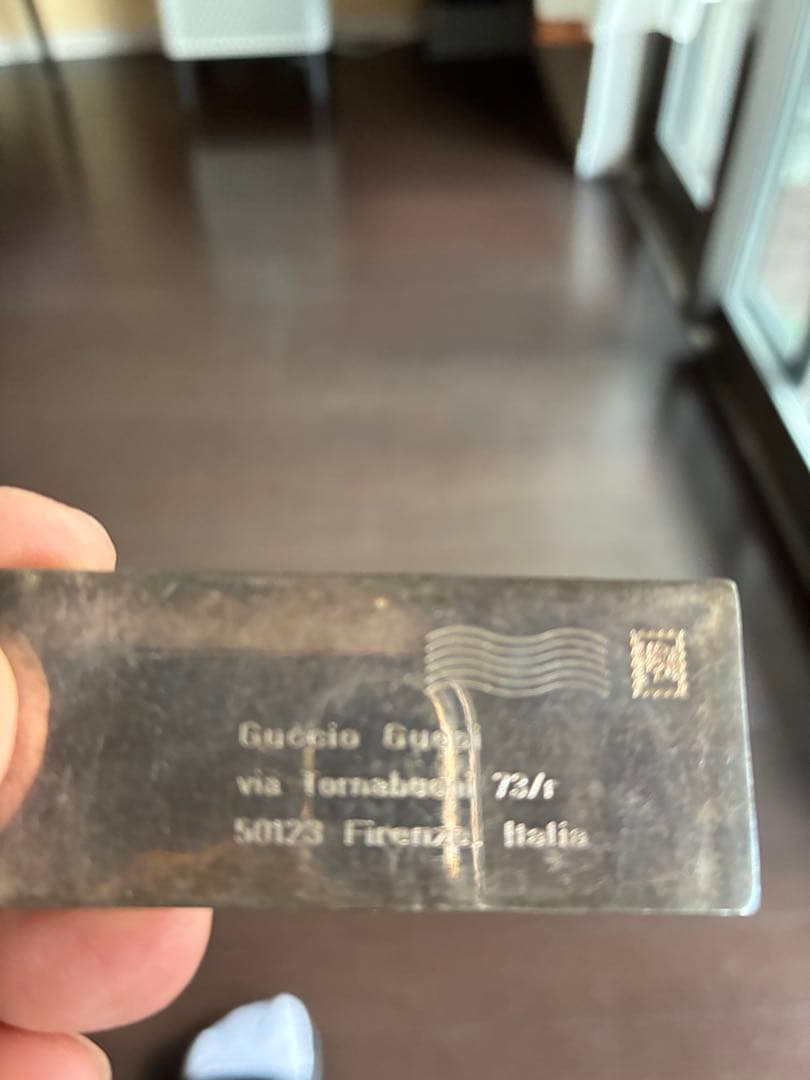 Guccio Gucci
via Tornabuoni 73/r
50123 Firenze, Italia